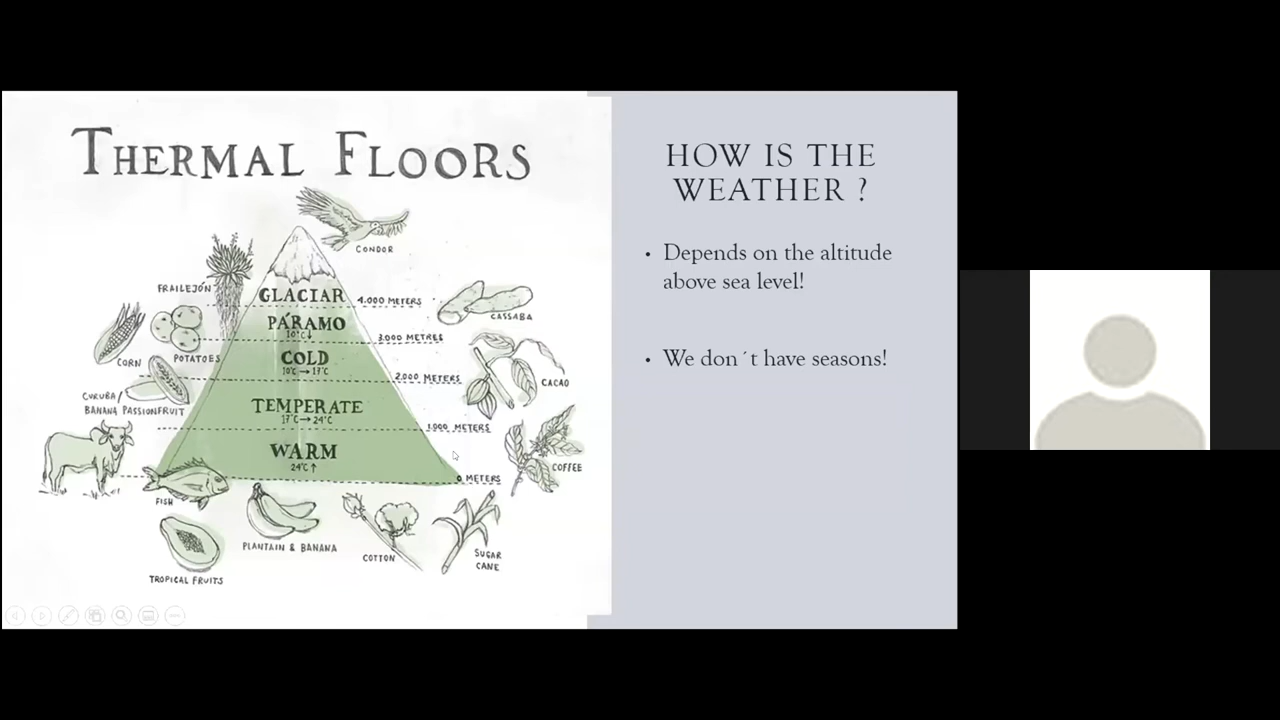 THERMAL FLOORS
CONDOR
FRAILEJÓN
GLACIAR
4.000 METERS
CASSABA
PÁRAMO
10°C↓
3.000 METRES
CORN
POTATOES
COLD
10°C → 17°C
2.000 METERS
CACAO
CURUBA/
BANANA PASSIONFRUIT
TEMPERATE
17°C → 24°C
1.000 METERS
WARM
24°C ↑
COFFEE
0 METERS
FISH
PLANTAIN & BANANA
COTTON
SUGAR
CANE
TROPICAL FRUITS
HOW IS THE
WEATHER ?
• Depends on the altitude
above sea level!
• We don´t have seasons!